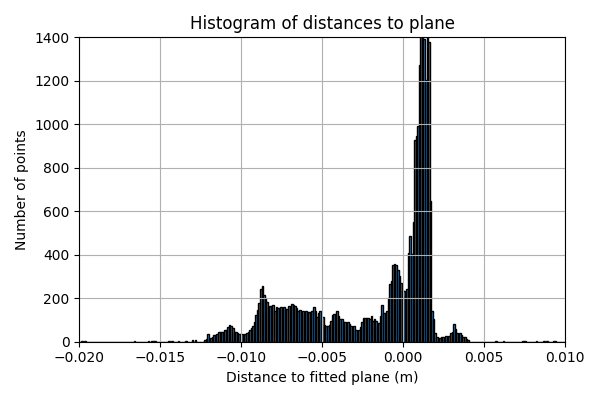 Histogram of distances to plane
Number of points
1400
1200
1000
800
600
400
200
0
−0.020 −0.015 −0.010 −0.005 0.000 0.005 0.010
Distance to fitted plane (m)